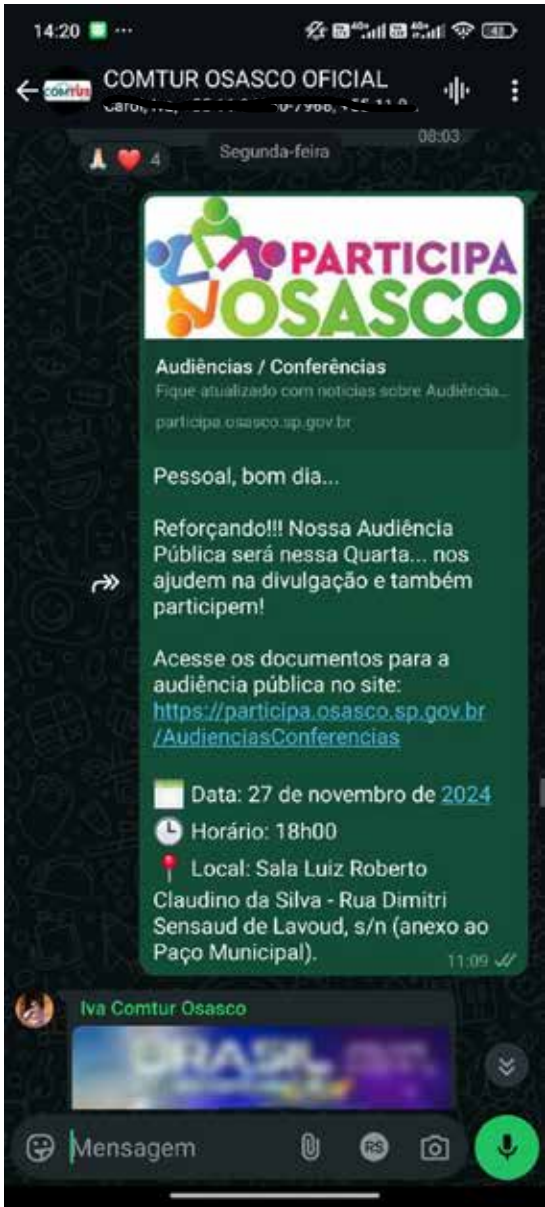 14:20
48
COMTUR OSASCO OFICIAL
08:03
4
Segunda-feira
PARTICIPA
OSASCO
Audiências / Conferências
Fique atualizado com notícias sobre Audiência...
participa.osasco.sp.gov.br
Pessoal, bom dia...
Reforçando!!! Nossa Audiência
Pública será nessa Quarta... nos
ajudem na divulgação e também
participem!
Acesse os documentos para a
audiência pública no site:
https://participa.osasco.sp.gov.br
/AudienciasConferencias
Data: 27 de novembro de 2024
Horário: 18h00
Local: Sala Luiz Roberto
Claudino da Silva - Rua Dimitri
Sensaud de Lavoud, s/n (anexo ao
Paço Municipal).
11:09
Iva Comtur Osasco
BRASIL
Mensagem
RS